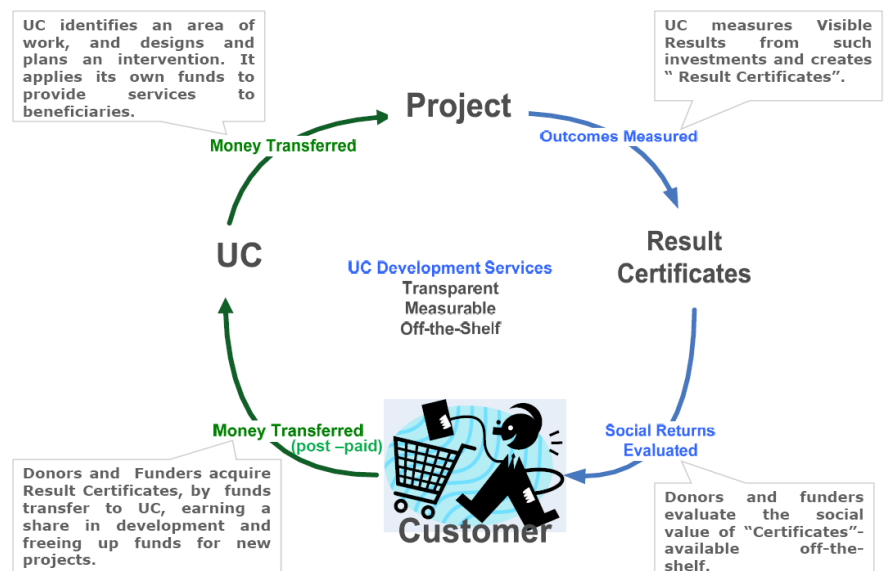 UC identifies an area of
work, and designs and
plans an intervention. It
applies its own funds to
provide services to
beneficiaries.
UC measures Visible
Results from such
investments and creates
“ Result Certificates”.
Project
Money Transferred
Outcomes Measured
UC
Result
Certificates
UC Development Services
Transparent
Measurable
Off-the-Shelf
Money Transferred
(post –paid)
Social Returns
Evaluated
Customer
Donors and Funders acquire
Result Certificates, by funds
transfer to UC, earning a
share in development and
freeing up funds for new
projects.
Donors and funders
evaluate the social
value of “Certificates”-
available off-the-
shelf.